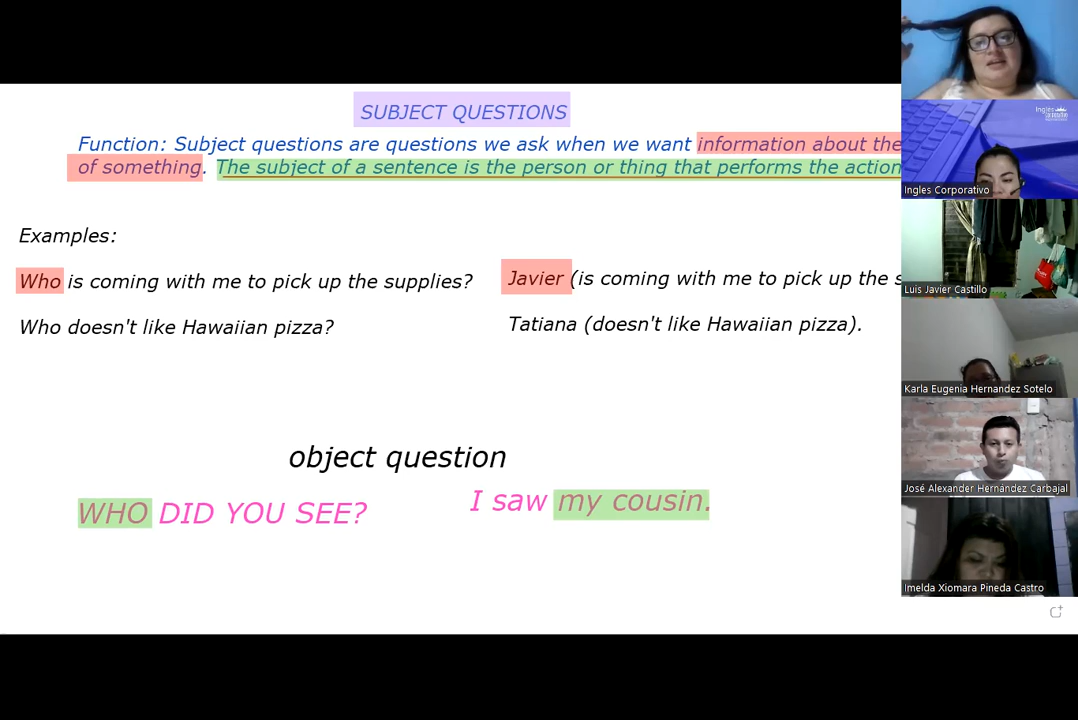 SUBJECT QUESTIONS
Function: Subject questions are questions we ask when we want information about the
of something. The subject of a sentence is the person or thing that performs the action
Examples:
Who is coming with me to pick up the supplies?
Javier (is coming with me to pick up the s
Who doesn't like Hawaiian pizza?
Tatiana (doesn't like Hawaiian pizza).
object question
WHO DID YOU SEE?
I saw my cousin.
Ingles Corporativo
Luis Javier Castillo
Karla Eugenia Hernandez Sotelo
José Alexander Hernández Carbajal
Imelda Xiomara Pineda Castro